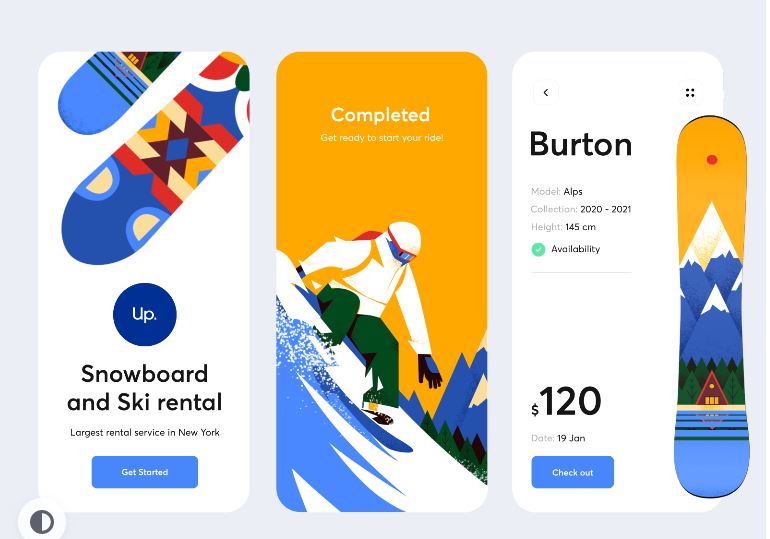 Up.
Snowboard
and Ski rental
Largest rental service in New York
Get Started
Completed
Get ready to start your ride!
Burton
Model: Alps
Collection: 2020 - 2021
Height: 145 cm
Availability
$120
Date: 19 Jan
Check out